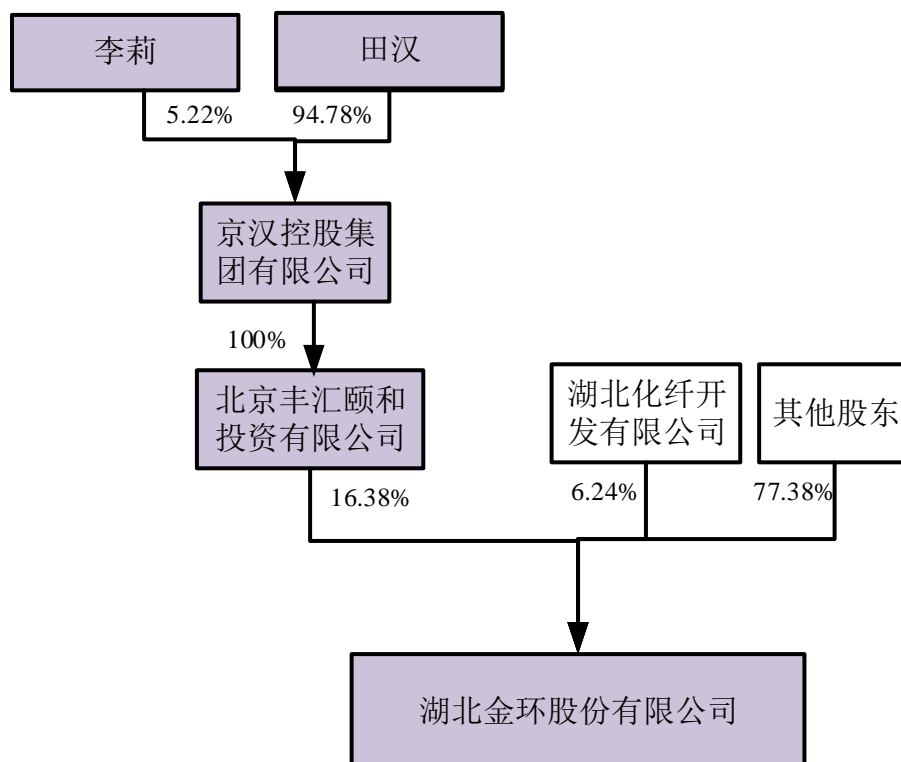 李莉
田汉
5.22%
94.78%
京汉控股集
团有限公司
100%
北京丰汇颐和
投资有限公司
湖北化纤开
发有限公司
其他股东
16.38%
6.24%
77.38%
湖北金环股份有限公司